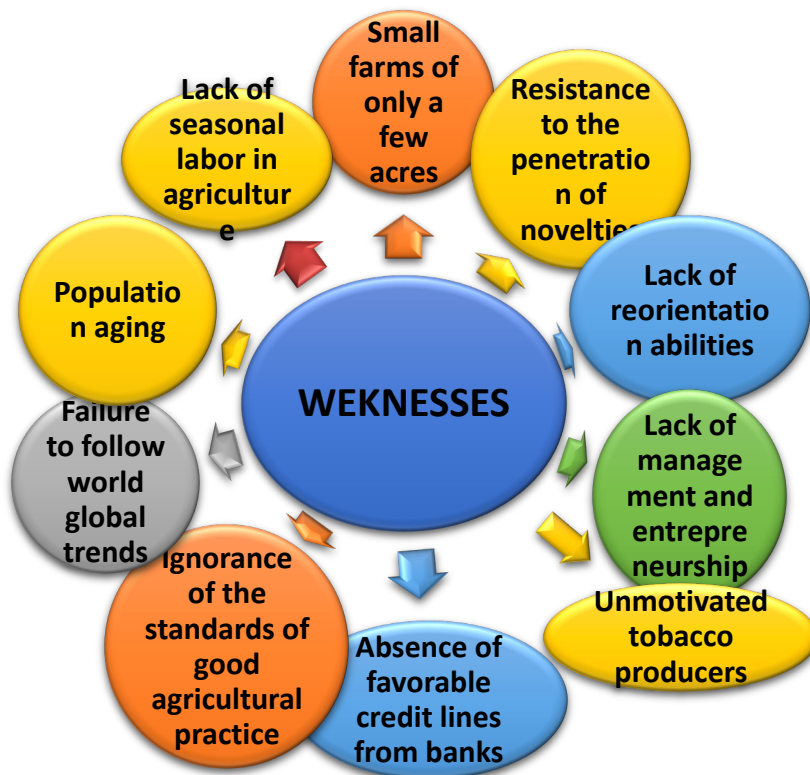 Small
farms of
only a
few
acres
Resistance
to the
penetratio
n of
novelties
Lack of
reorientatio
n abilities
Lack of
manage
ment and
entrepre
neurship
Unmotivated
tobacco
producers
Absence of
favorable
credit lines
from banks
Ignorance
of the
standards of
good
agricultural
practice
Failure
to follow
world
global
trends
Populatio
n aging
Lack of
seasonal
labor in
agricultur
e
WEKNESSES